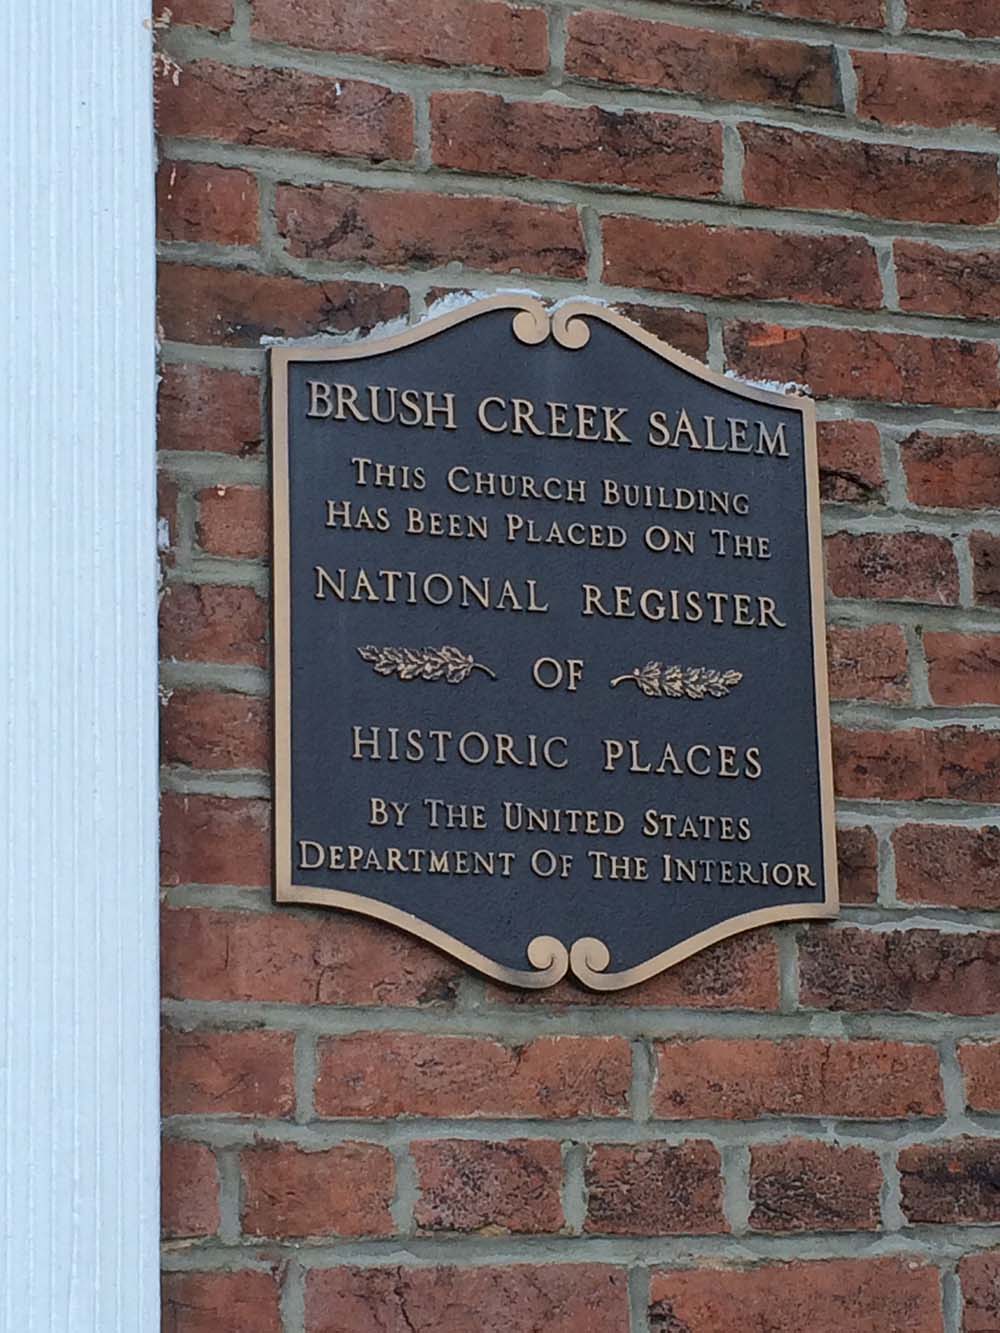 BRUSH CREEK SALEM
THIS CHURCH BUILDING
HAS BEEN PLACED ON THE
NATIONAL REGISTER
OF
HISTORIC PLACES
BY THE UNITED STATES
DEPARTMENT OF THE INTERIOR